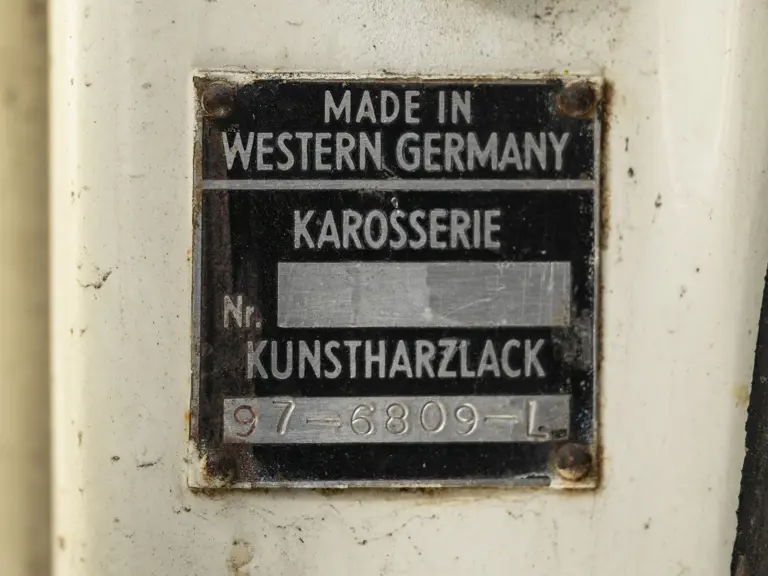 MADE IN
WESTERN GERMANY
KAROSSERIE
Nr.
KUNSTHARZLACK
97-6809-L